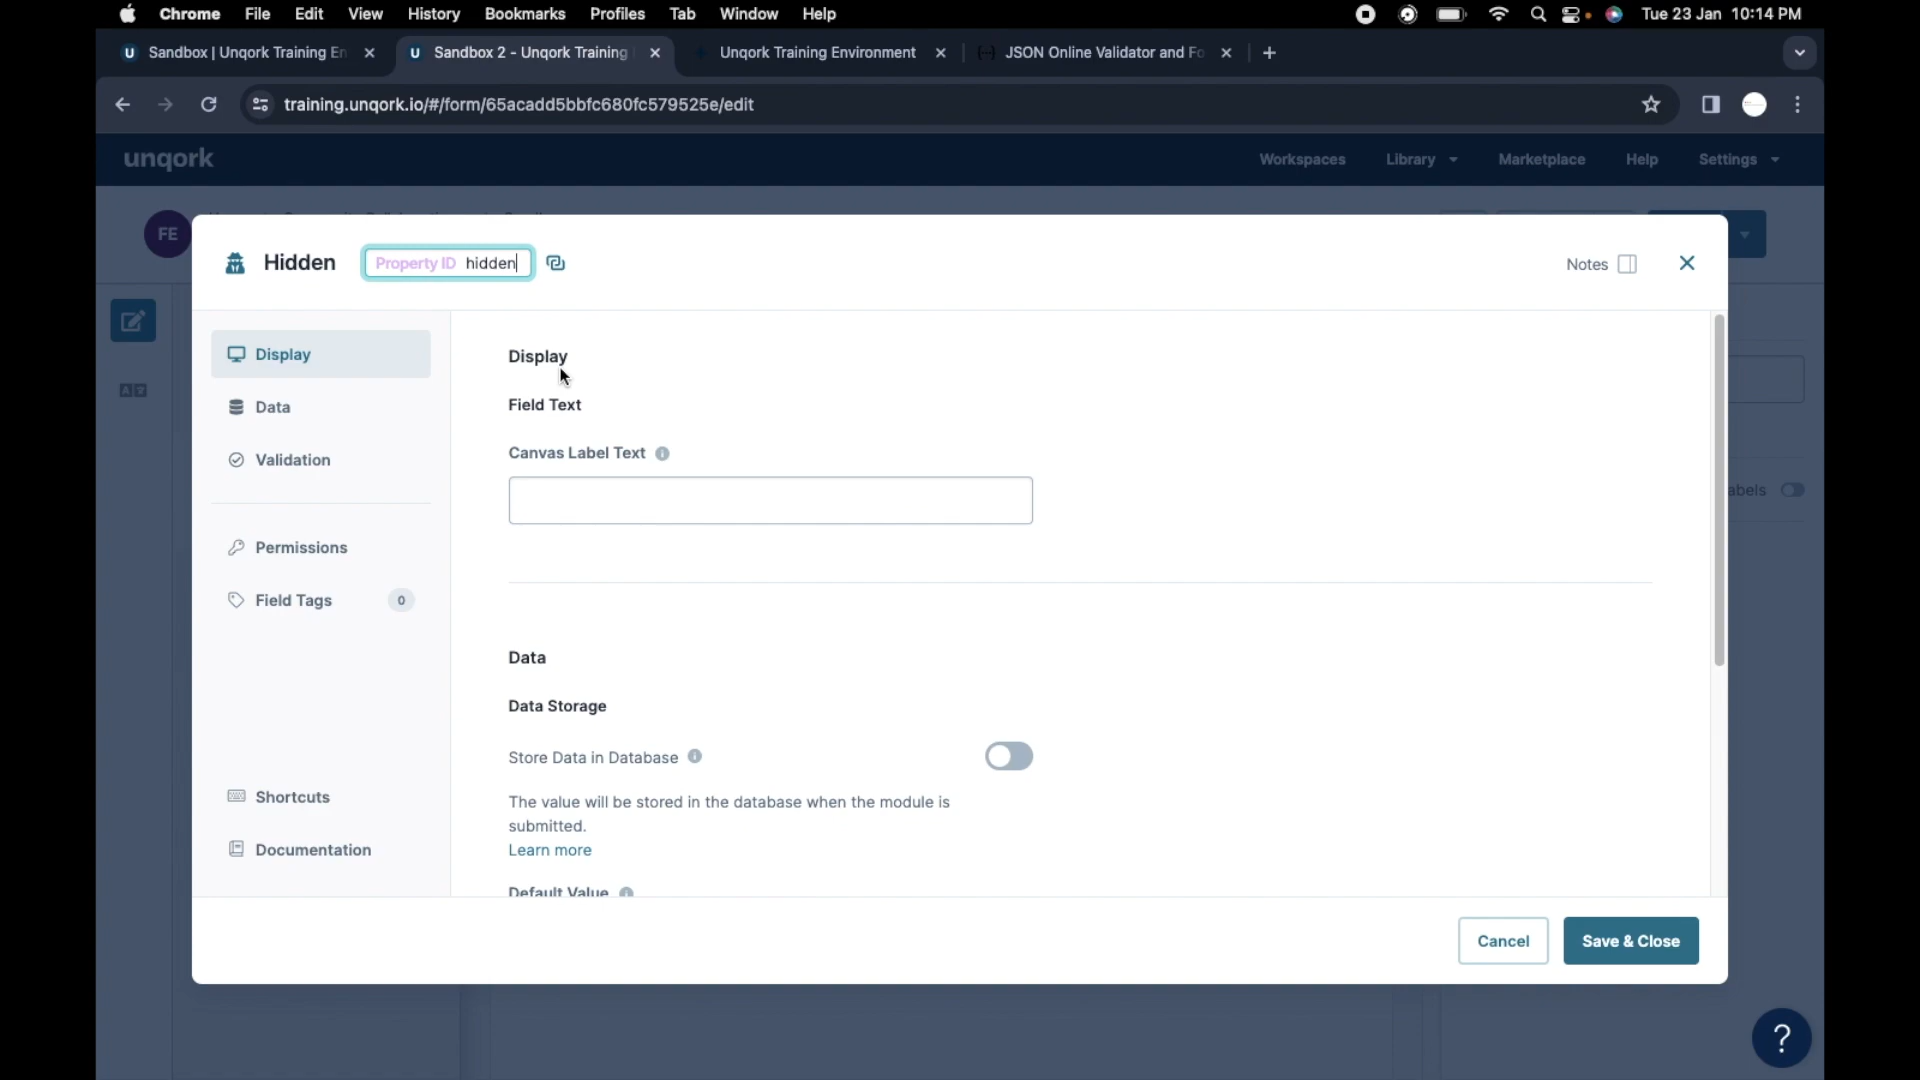 Chrome File Edit View History Bookmarks Profiles Tab Window Help Tue 23 Jan 10:14 PM
Sandbox | Unqork Training En Sandbox 2 - Unqork Training Unqork Training Environment JSON Online Validator and Fo
training.unqork.io/#/form/65acadd5bbfc680fc579525e/edit
unqork Workspaces Library Marketplace Help Settings
FE
Hidden Property ID hidden Notes
Display
Data
Validation
Permissions
Field Tags 0
Shortcuts
Documentation
Display
Field Text
Canvas Label Text
Data
Data Storage
Store Data in Database
The value will be stored in the database when the module is
submitted.
Learn more
Default Value
abels
Cancel Save & Close
?